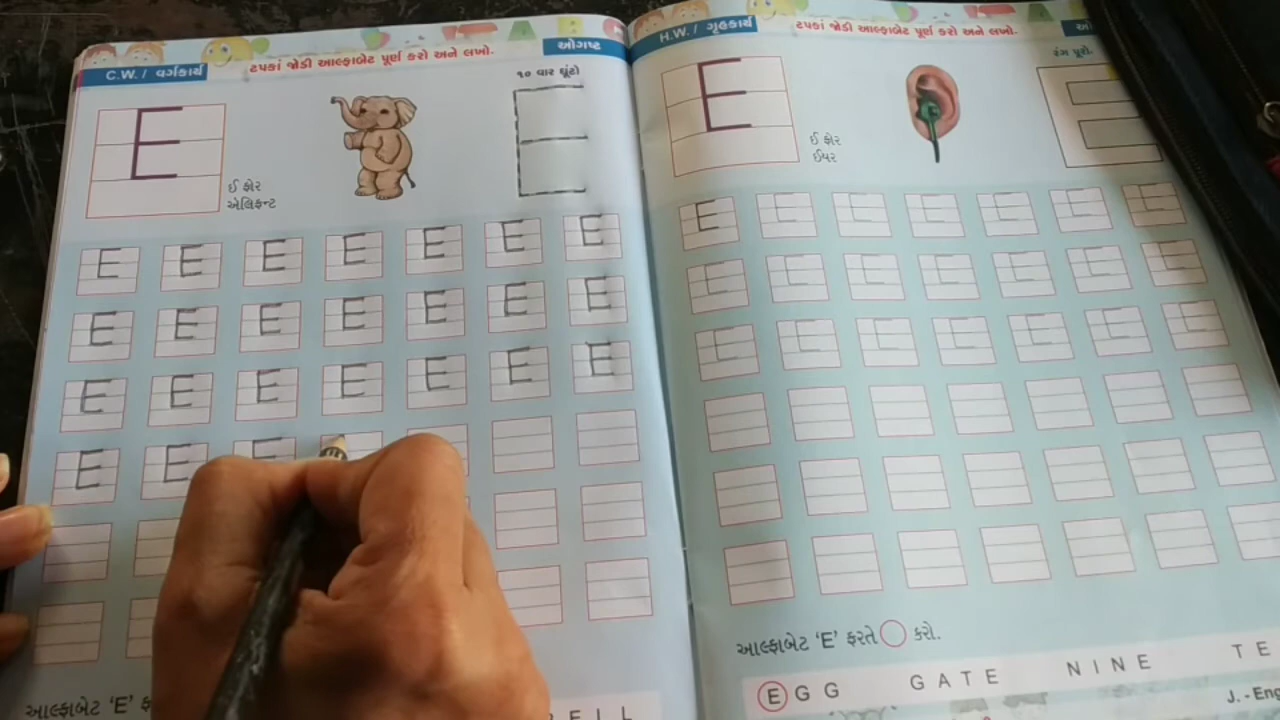 C.W. / વર્ગકાર્ય
ટપકાં જોડી આલ્ફાબેટ પૂર્ણ કરો અને લખો.
ઓગષ્ટ
૧૦ વાર ઘૂંટો
E
ઈ ફોર
એલિફન્ટ
E E E E E E E
E E E E E E E
E E E E E E E
E E E
આલ્ફાબેટ ‘E’
H.W. / ગૃહકાર્ય
ટપકાં જોડી આલ્ફાબેટ પૂર્ણ કરો અને લખો.
રંગ પૂરો.
E
ઈ ફોર
ઈયર
E E E E E E E
E E E E E E E
E E E E E E E
આલ્ફાબેટ ‘E’ ફરતે ○ કરો.
E G G G A T E N I N E T E
J. - Eng